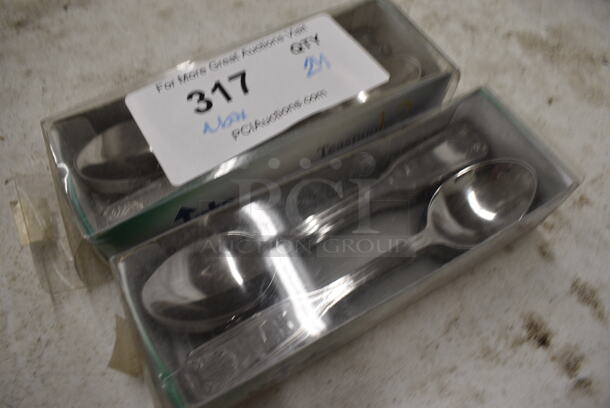 For More Great Auctions Visit
317
QTY
24
New
PCIAuctions.com
Teaspoon
PCI
AUCTION GROUP